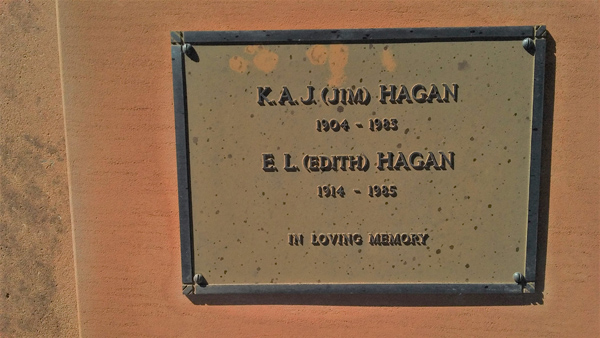 K. A. J. (JIM) HAGAN
1904 - 1983
E. L. (EDITH) HAGAN
1914 - 1985
IN LOVING MEMORY